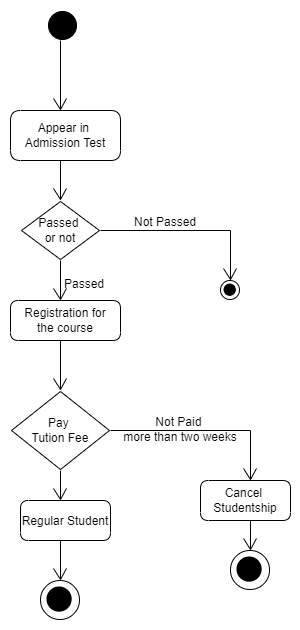 Appear in
Admission Test
Passed
or not
Not Passed
Passed
Registration for
the course
Pay
Tution Fee
Not Paid
more than two weeks
Regular Student
Cancel
Studentship